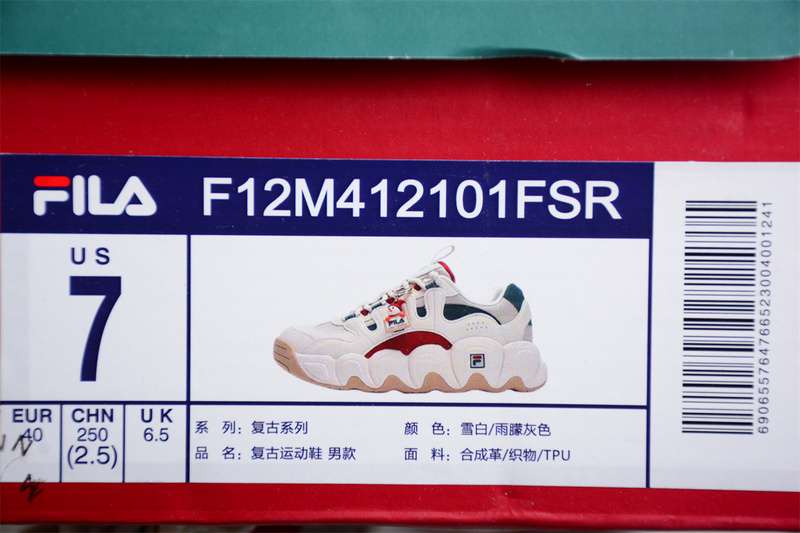 FILA F12M412101FSR
US
7
EUR CHN UK
40 250 6.5
(2.5)
系 列: 复古系列 颜 色: 雪白/雨朦灰色
品 名: 复古运动鞋 男款 面 料: 合成革/织物/TPU
FILA
690655764766523004001241